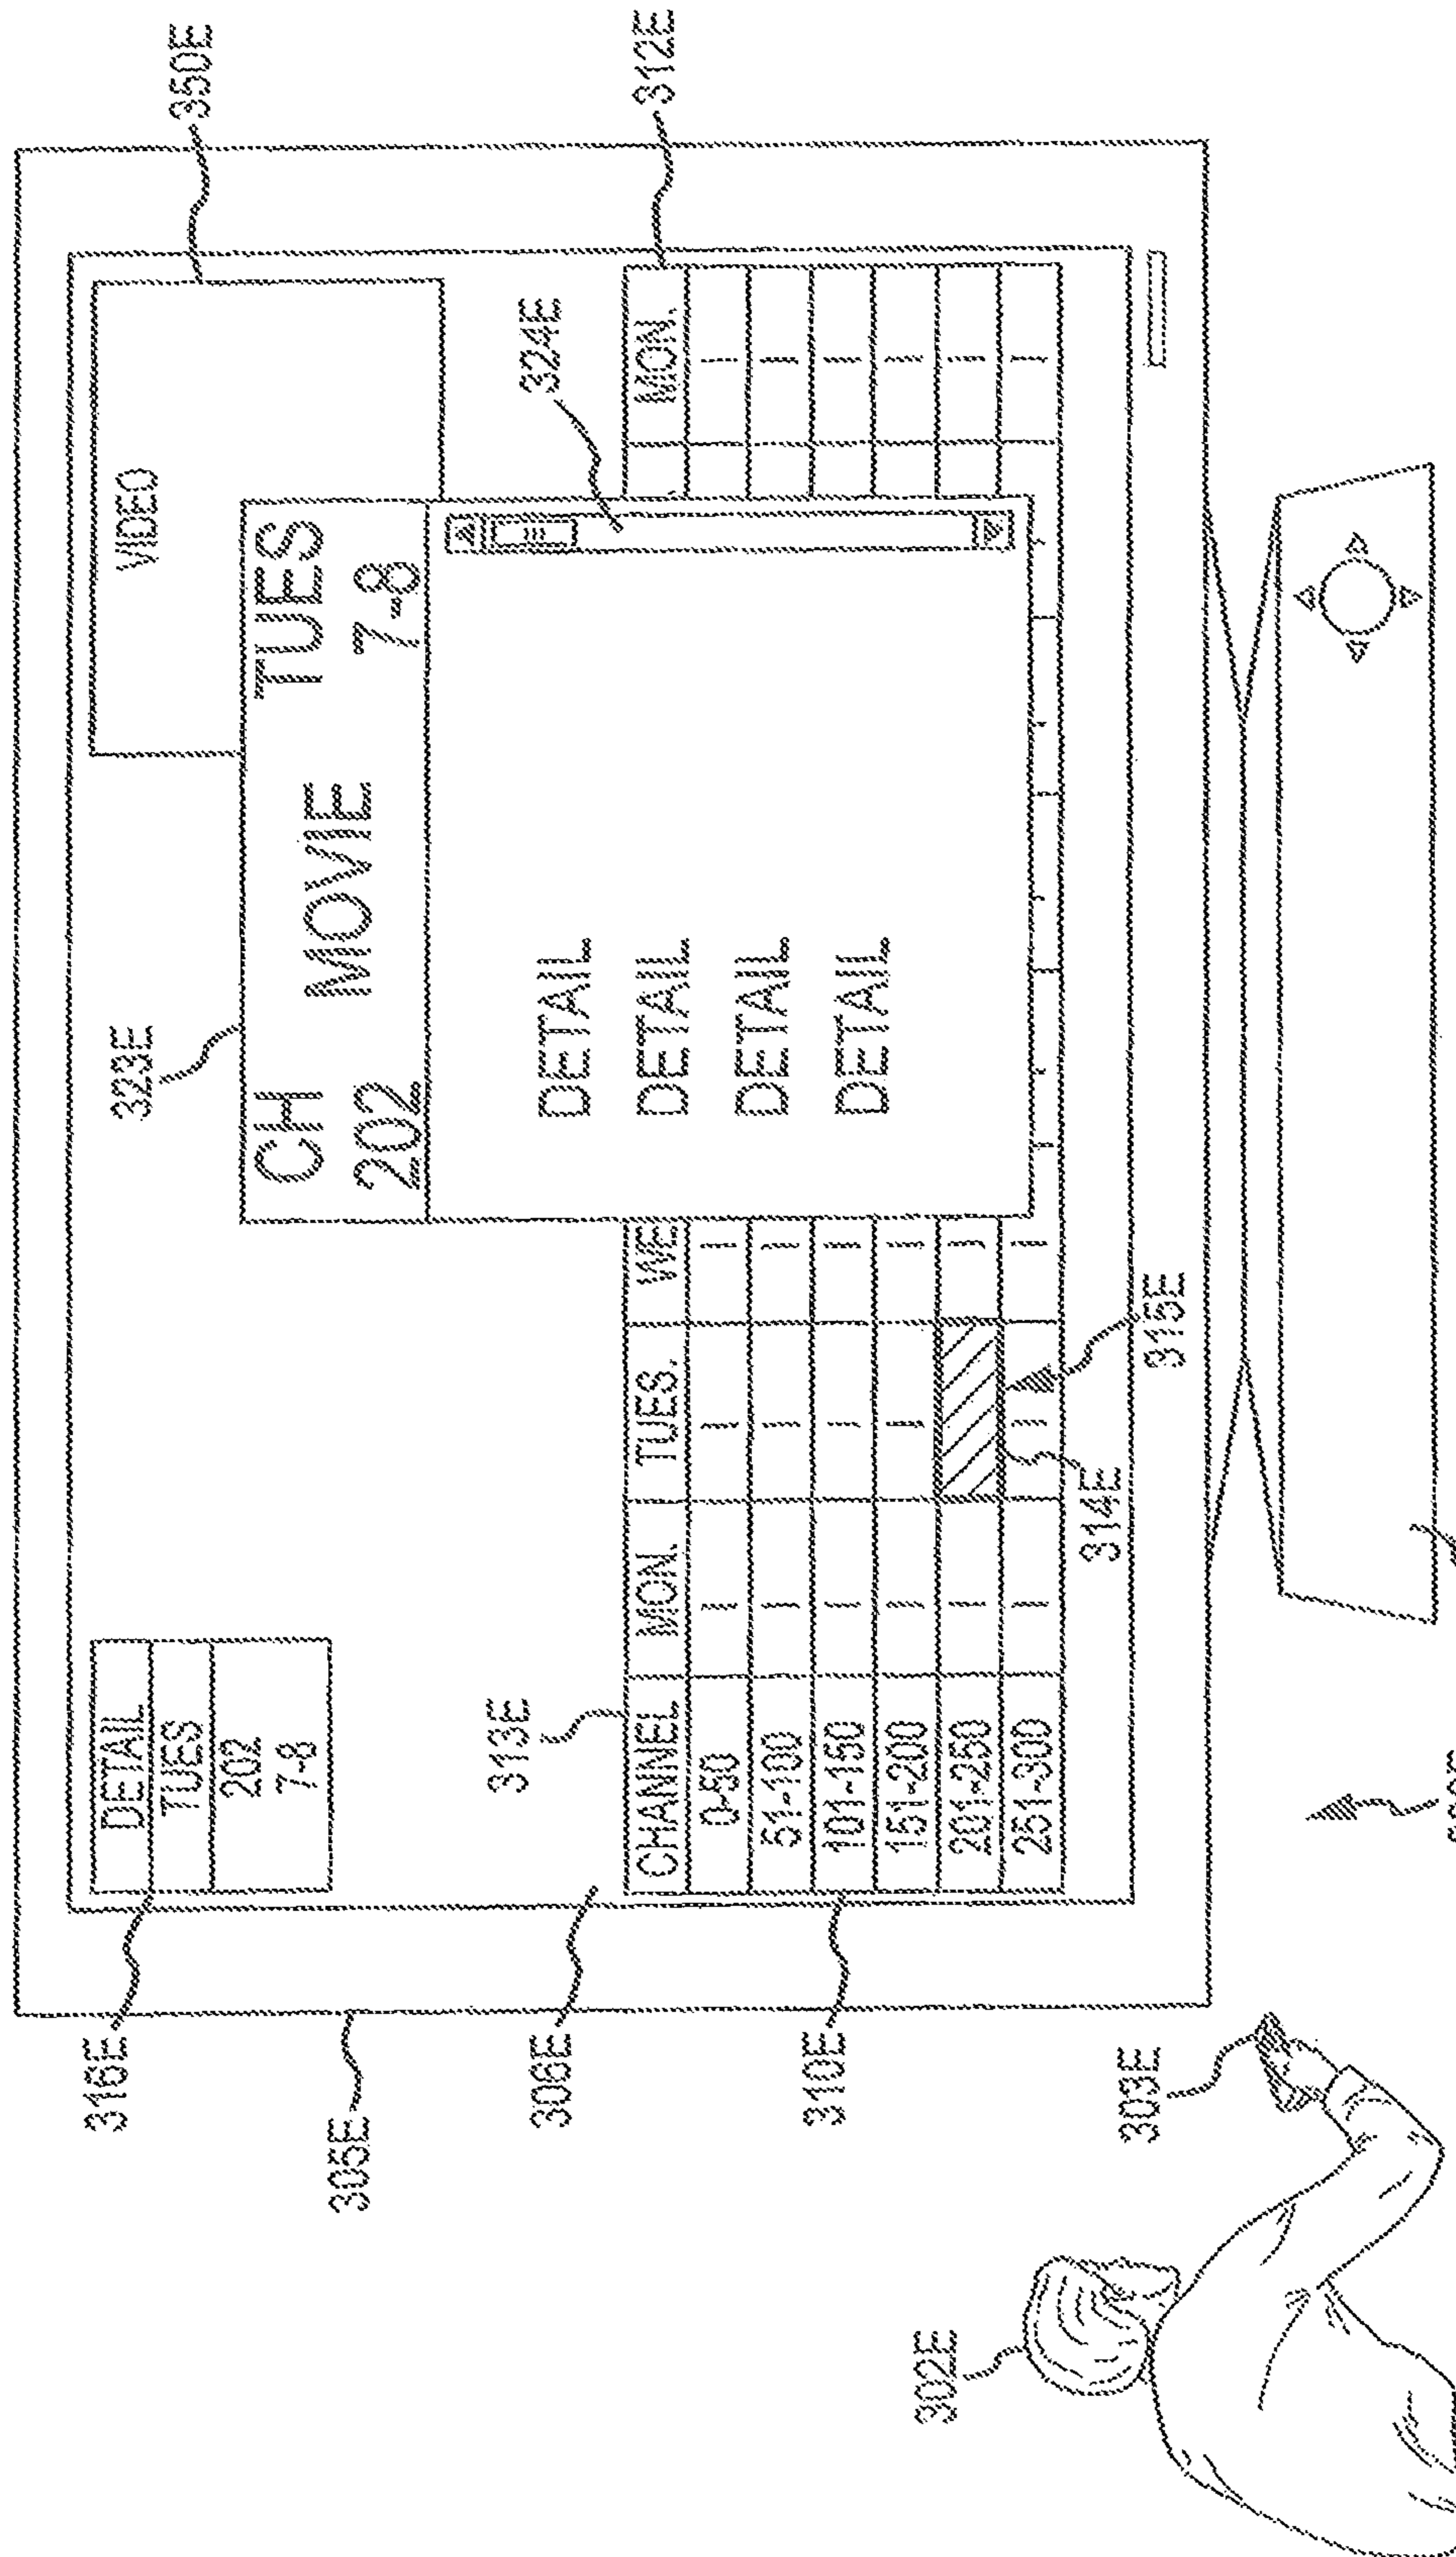 350E
316E
DETAIL
TUES
202
7-8
VIDEO
323E
CH
202
MOVIE
TUES
7-8
305E
306E
313E
324E
312E
DETAIL
DETAIL
DETAIL
DETAIL
CHANNEL MON. TUES. WE MON.
0-50
51-100
101-150
151-200
201-250
251-300
310E
314E
315E
302E
303E